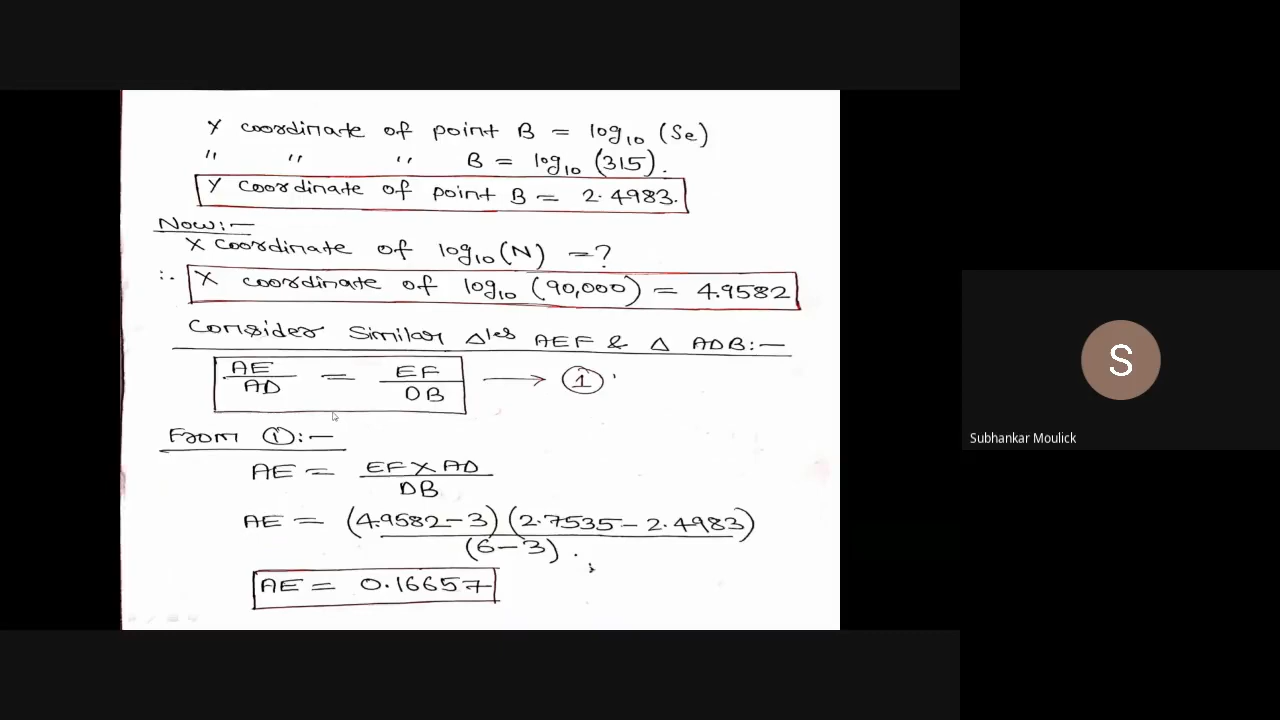 Y coordinate of point B = log10 (Se)
" " " B = log10 (315).
Y coordinate of point B = 2.4983.
Now:-
X coordinate of log10 (N) = ?
∴ X coordinate of log10 (90,000) = 4.9582
Consider Similar Δles AEF & Δ ADB:-
AE/AD = EF/DB → ①
From ①:-
AE = EF X AD / DB
AE = (4.9582-3) (2.7535-2.4983) / (6-3) ;
AE = 0.16657
S
Subhankar Moulick